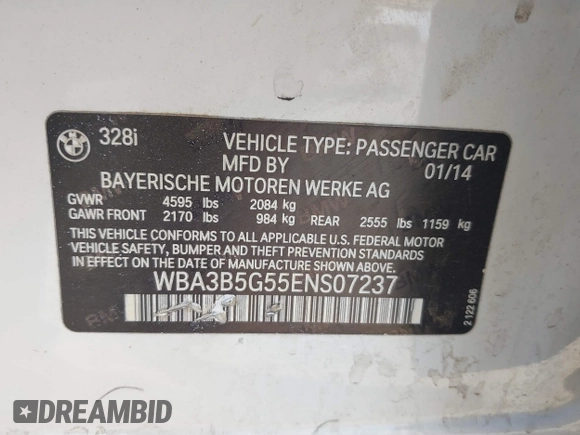 BMW
328i
VEHICLE TYPE: PASSENGER CAR
MFD BY 01/14
BAYERISCHE MOTOREN WERKE AG
GVWR 4595 lbs 2084 kg
GAWR FRONT 2170 lbs 984 kg REAR 2555 lbs 1159 kg
THIS VEHICLE CONFORMS TO ALL APPLICABLE U.S. FEDERAL MOTOR
VEHICLE SAFETY, BUMPER AND THEFT PREVENTION STANDARDS
IN EFFECT ON THE DATE OF MANUFACTURE SHOWN ABOVE.
WBA3B5G55ENS07237
2 122 606
DREAMBID